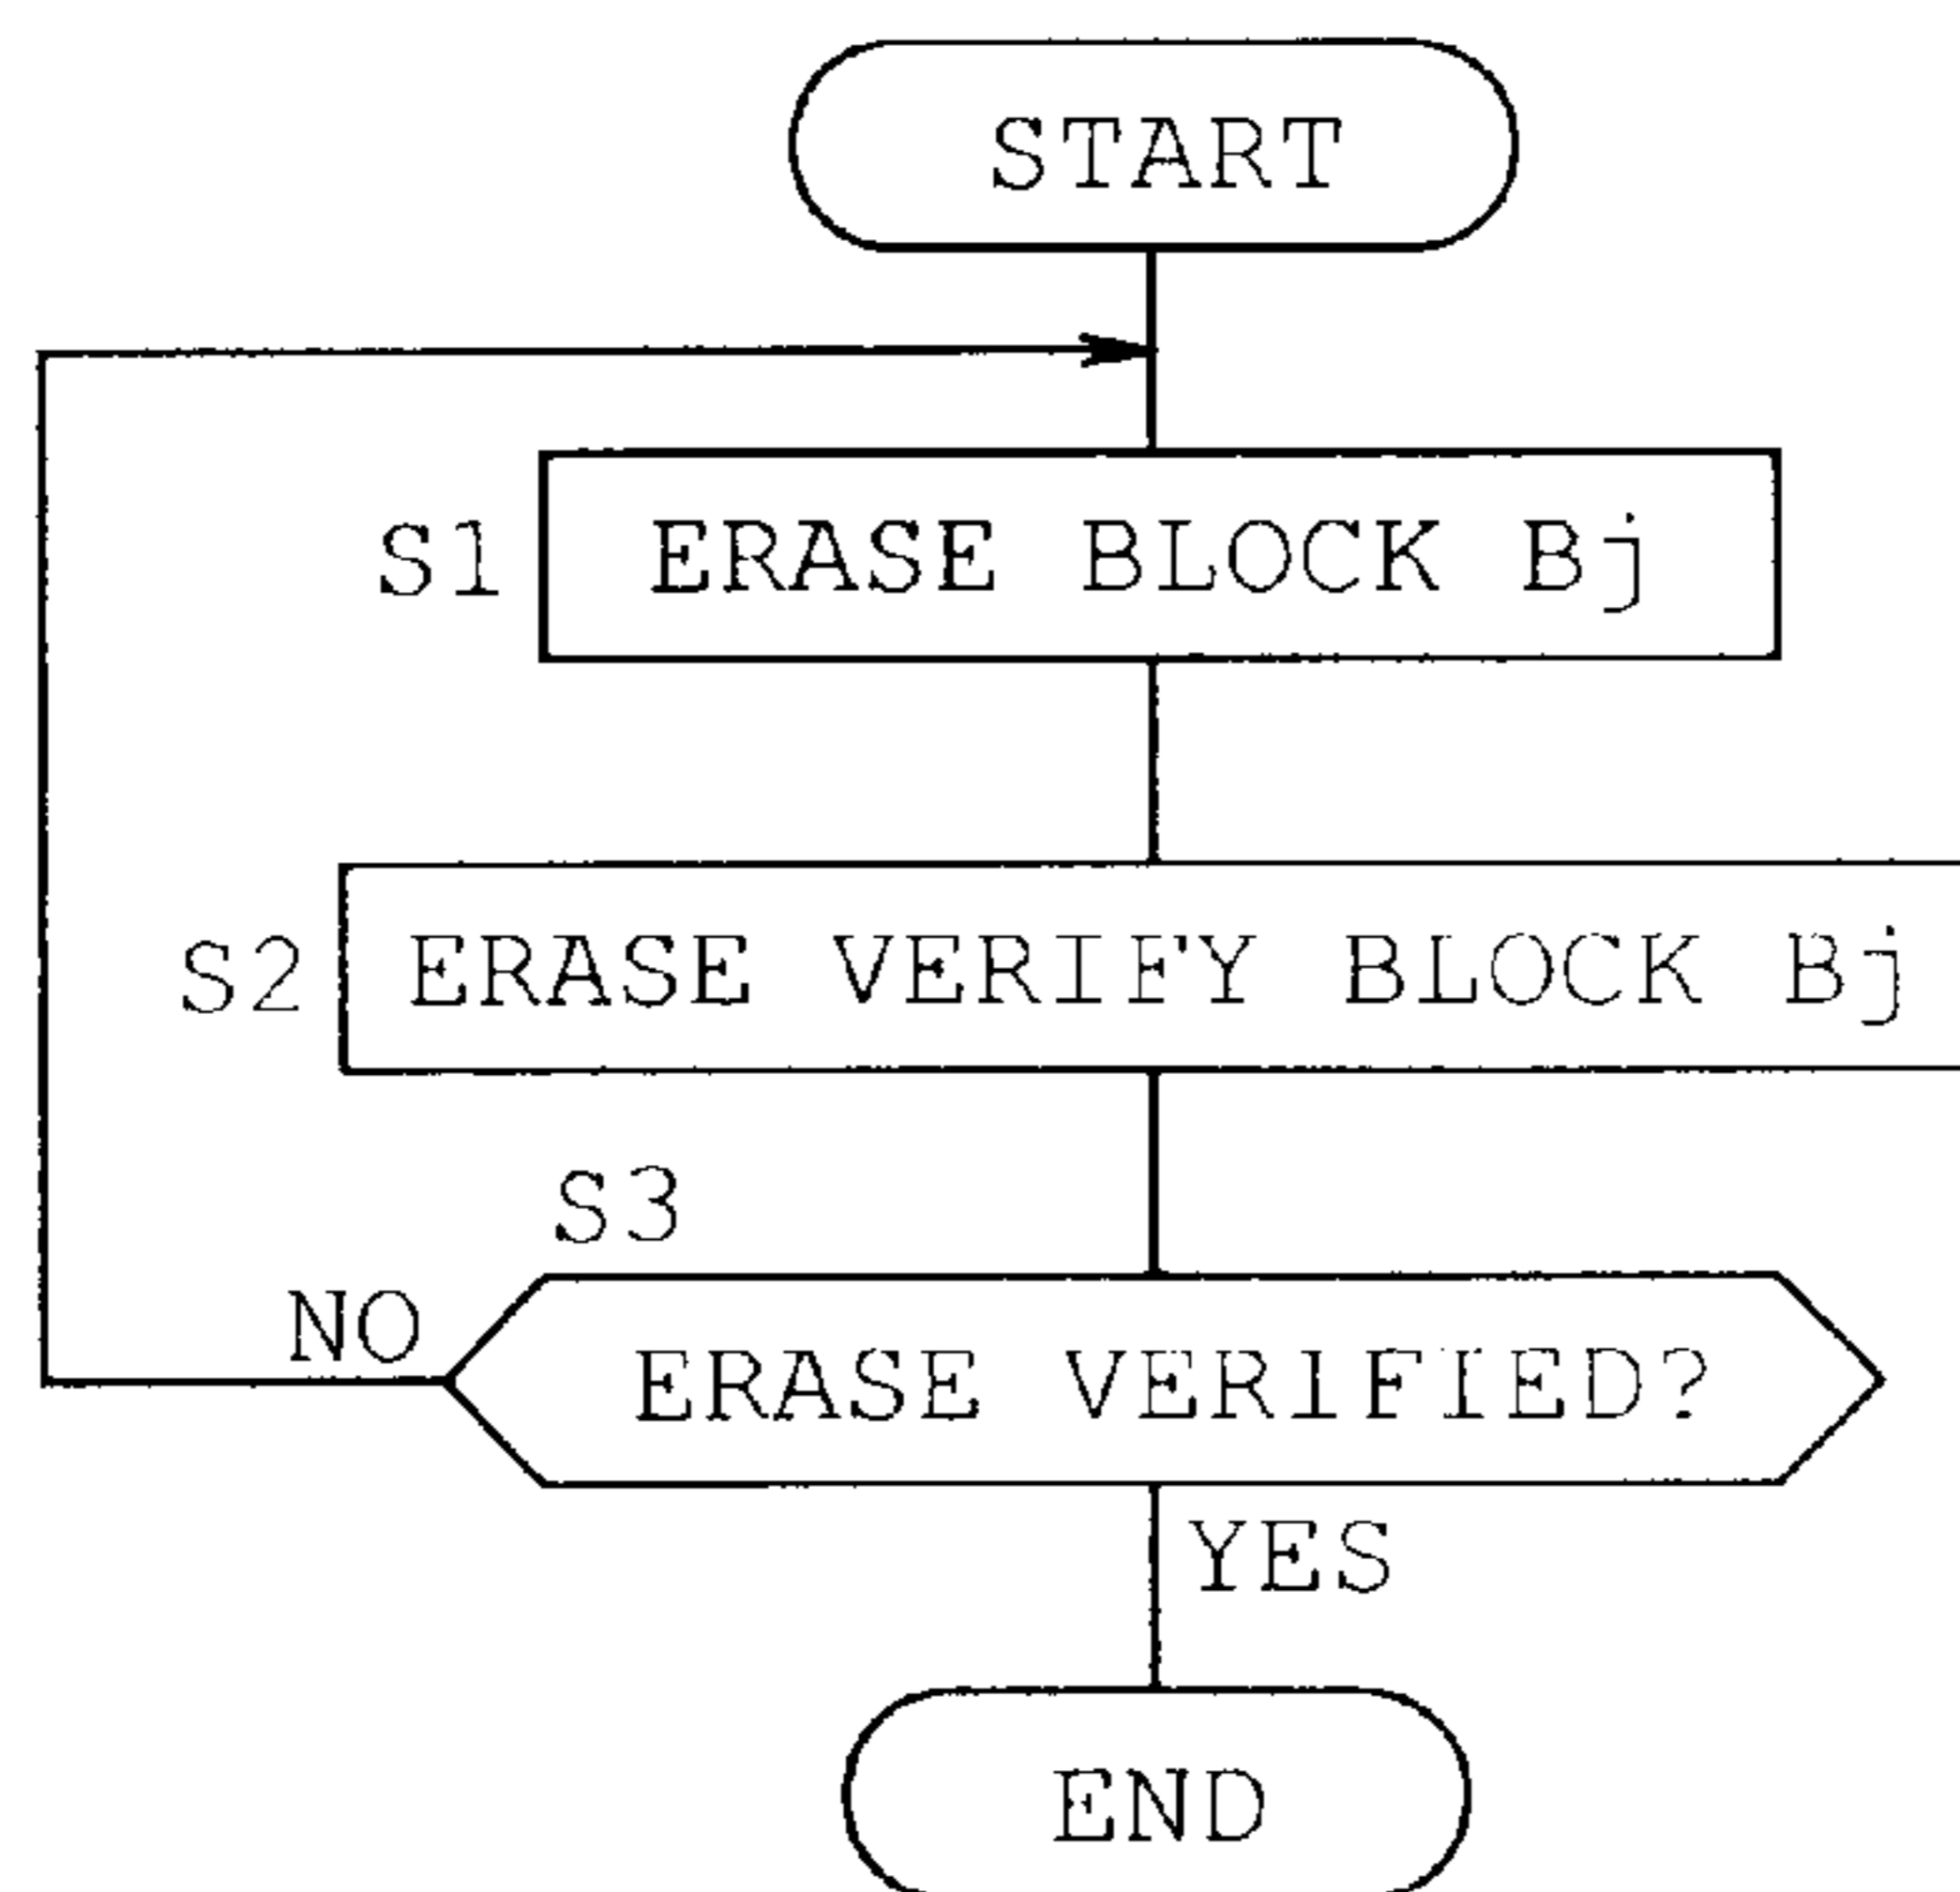 START
S1 ERASE BLOCK Bj
S2 ERASE VERIFY BLOCK Bj
S3
NO
ERASE VERIFIED?
YES
END